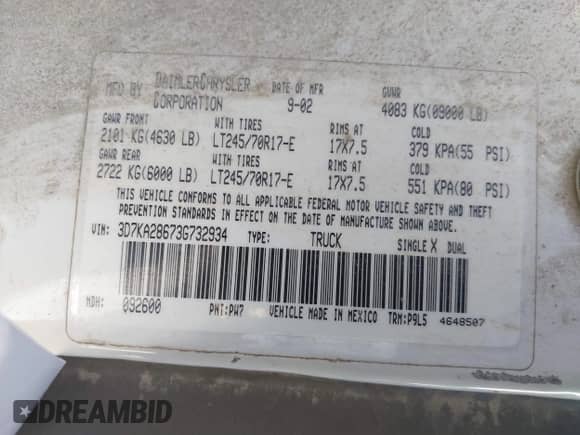 MFD BY DAIMLERCHRYSLER DATE OF MFR GVWR
CORPORATION 9-02 4083 KG(09000 LB)
GAWR FRONT WITH TIRES RIMS AT COLD
2101 KG(4630 LB) LT245/70R17-E 17X7.5 379 KPA(55 PSI)
GAWR REAR WITH TIRES RIMS AT COLD
2722 KG(6000 LB) LT245/70R17-E 17X7.5 551 KPA(80 PSI)
THIS VEHICLE CONFORMS TO ALL APPLICABLE FEDERAL MOTOR VEHICLE SAFETY AND THEFT
PREVENTION STANDARDS IN EFFECT ON THE DATE OF MANUFACTURE SHOWN ABOVE.
VIN: 3D7KA28673G732934 TYPE: TRUCK SINGLE X DUAL
MDH: 092600 PNT:PW7 VEHICLE MADE IN MEXICO TRM:P9L5 4648507
DREAMBID